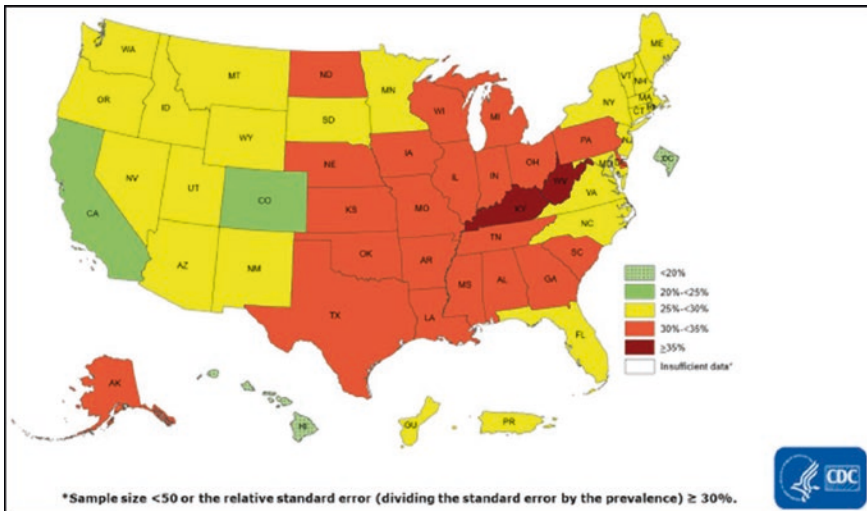 WA
MT
ND
MN
ME
VT
NH
OR
ID
SD
WI
MI
NY
MA
CT
WY
NE
IA
PA
NJ
NV
UT
CO
KS
MO
IL
IN
OH
WV
MD
DE
DC
CA
KY
VA
AZ
NM
OK
AR
TN
NC
SC
TX
LA
MS
AL
GA
FL
AK
HI
GU
PR
<20%
20%-<25%
25%-<30%
30%-<35%
≥35%
Insufficient data*
CDC
*Sample size <50 or the relative standard error (dividing the standard error by the prevalence) ≥ 30%.